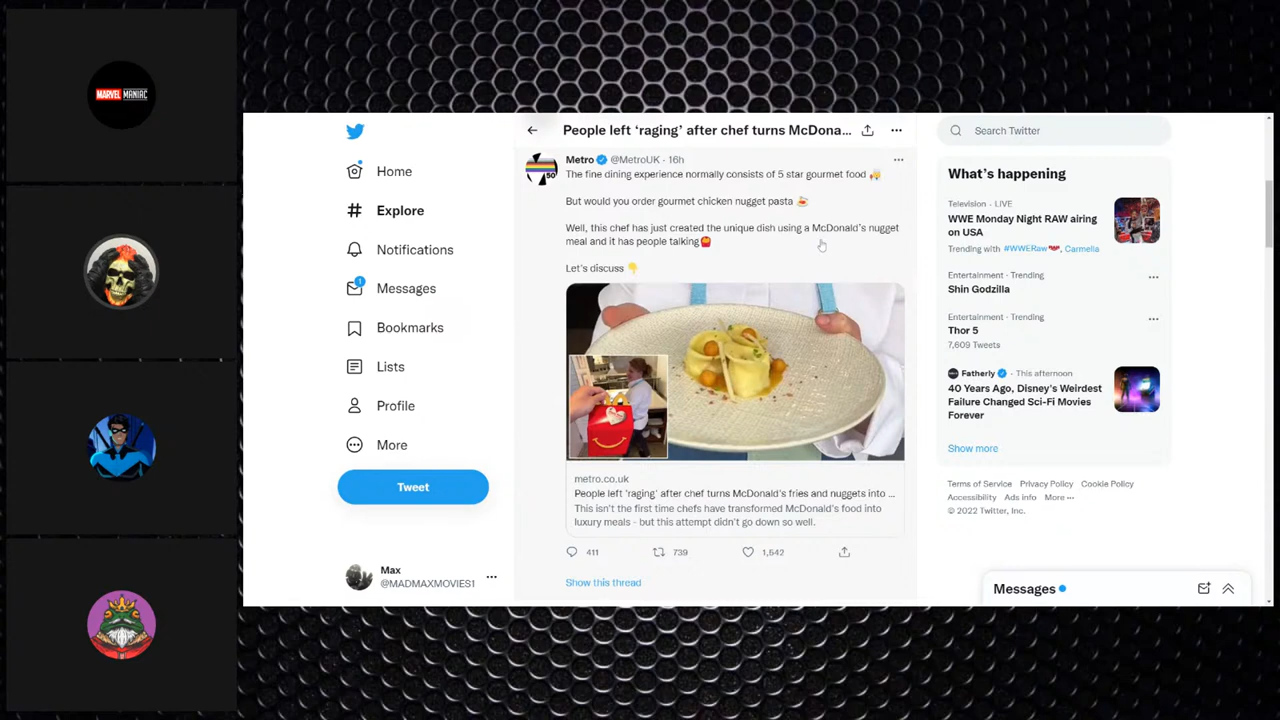 MARVEL MANIAC
Home
Explore
Notifications
1
Messages
Bookmarks
Lists
Profile
More
Tweet
Max
@MADMAXMOVIES1
People left ‘raging’ after chef turns McDona...
50
Metro @MetroUK · 16h
The fine dining experience normally consists of 5 star gourmet food
But would you order gourmet chicken nugget pasta
Well, this chef has just created the unique dish using a McDonald's nugget
meal and it has people talking
Let's discuss
metro.co.uk
People left 'raging' after chef turns McDonald's fries and nuggets into ...
This isn't the first time chefs have transformed McDonald's food into
luxury meals - but this attempt didn't go down so well.
411 739 1,542
Show this thread
Search Twitter
What's happening
Television · LIVE
WWE Monday Night RAW airing
on USA
Trending with #WWERaw, Carmella
Entertainment · Trending
Shin Godzilla
Entertainment · Trending
Thor 5
7,609 Tweets
Fatherly · This afternoon
40 Years Ago, Disney's Weirdest
Failure Changed Sci-Fi Movies
Forever
Show more
Terms of Service Privacy Policy Cookie Policy
Accessibility Ads info More ···
© 2022 Twitter, Inc.
Messages